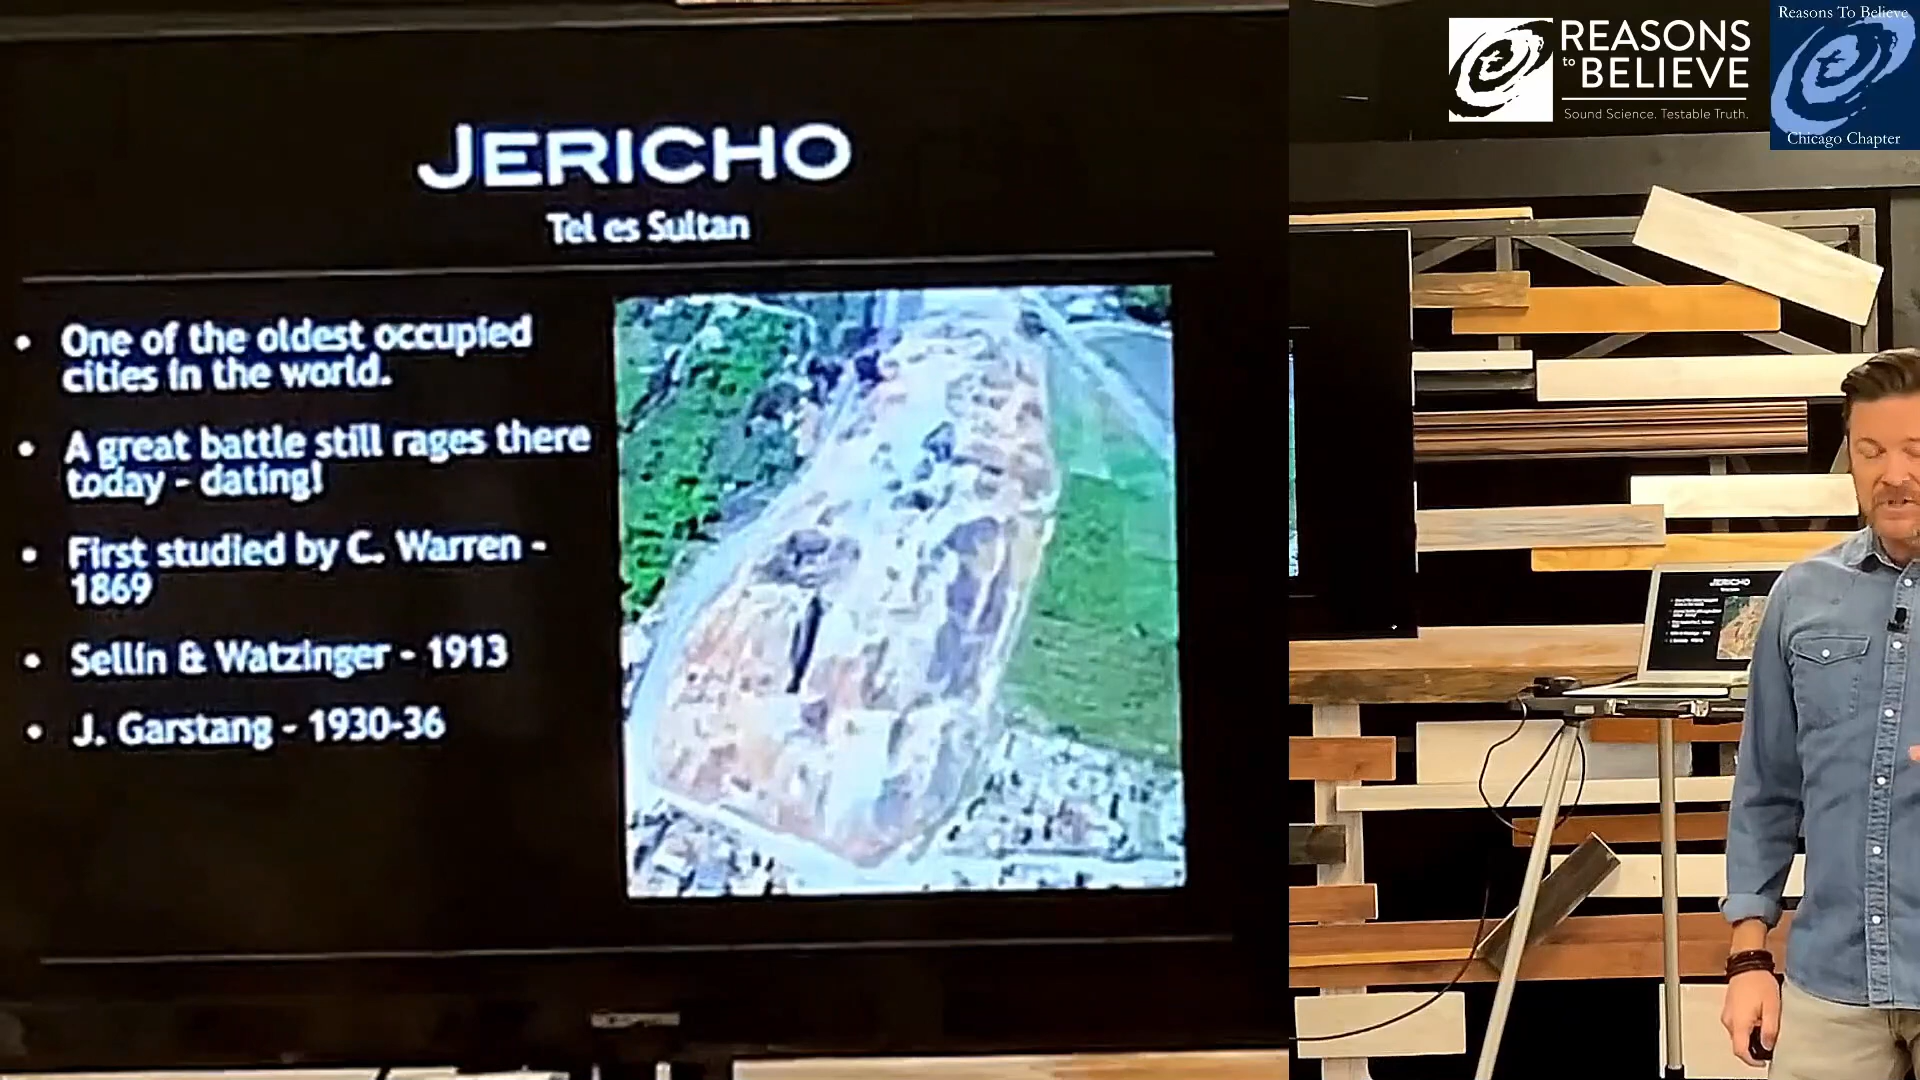 JERICHO
Tel es Sultan
• One of the oldest occupied
cities in the world.
• A great battle still rages there
today - dating!
• First studied by C. Warren -
1869
• Sellin & Watzinger - 1913
• J. Garstang - 1930-36
REASONS
to BELIEVE
Sound Science. Testable Truth.
Reasons To Believe
Chicago Chapter
JERICHO